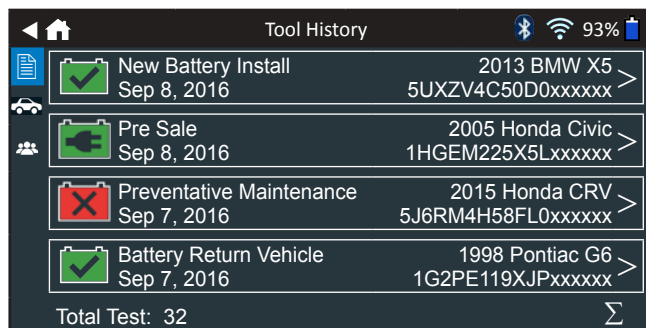 Tool History
93%
New Battery Install 2013 BMW X5
Sep 8, 2016 5UXZV4C50D0xxxxxx >
Pre Sale 2005 Honda Civic
Sep 8, 2016 1HGEM225X5Lxxxxxx >
Preventative Maintenance 2015 Honda CRV
Sep 7, 2016 5J6RM4H58FL0xxxxxx >
Battery Return Vehicle 1998 Pontiac G6
Sep 7, 2016 1G2PE119XJPxxxxxx >
Total Test: 32 Σ